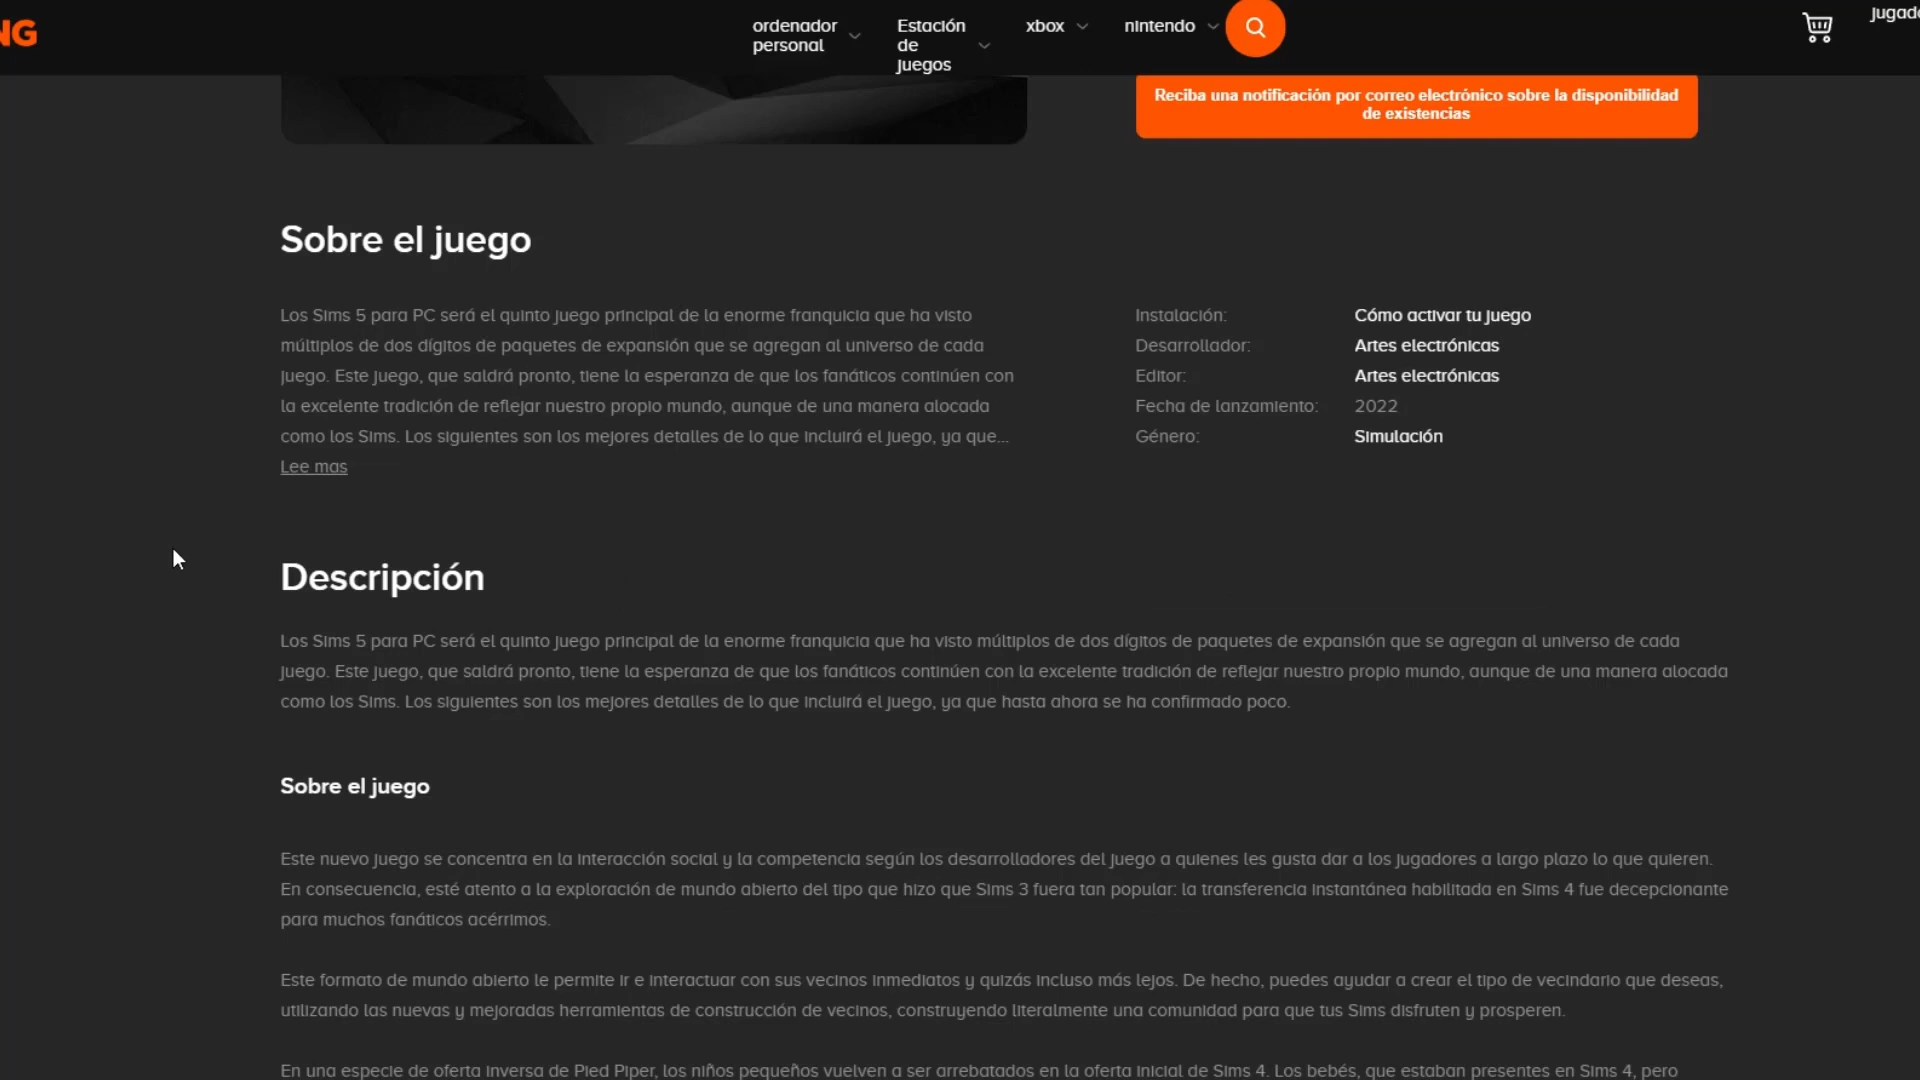 NG
ordenador
personal
Estación
de
juegos
xbox
nintendo
Reciba una notificación por correo electrónico sobre la disponibilidad
de existencias
Sobre el juego
Los Sims 5 para PC será el quinto juego principal de la enorme franquicia que ha visto
múltiplos de dos dígitos de paquetes de expansión que se agregan al universo de cada
juego. Este juego, que saldrá pronto, tiene la esperanza de que los fanáticos continúen con
la excelente tradición de reflejar nuestro propio mundo, aunque de una manera alocada
como los Sims. Los siguientes son los mejores detalles de lo que incluirá el juego, ya que...
Lee mas
Instalación: Cómo activar tu juego
Desarrollador: Artes electrónicas
Editor: Artes electrónicas
Fecha de lanzamiento: 2022
Género: Simulación
Descripción
Los Sims 5 para PC será el quinto juego principal de la enorme franquicia que ha visto múltiplos de dos dígitos de paquetes de expansión que se agregan al universo de cada
juego. Este juego, que saldrá pronto, tiene la esperanza de que los fanáticos continúen con la excelente tradición de reflejar nuestro propio mundo, aunque de una manera alocada
como los Sims. Los siguientes son los mejores detalles de lo que incluirá el juego, ya que hasta ahora se ha confirmado poco.
Sobre el juego
Este nuevo juego se concentra en la interacción social y la competencia según los desarrolladores del juego a quienes les gusta dar a los jugadores a largo plazo lo que quieren.
En consecuencia, esté atento a la exploración de mundo abierto del tipo que hizo que Sims 3 fuera tan popular: la transferencia instantánea habilitada en Sims 4 fue decepcionante
para muchos fanáticos acérrimos.
Este formato de mundo abierto le permite ir e interactuar con sus vecinos inmediatos y quizás incluso más lejos. De hecho, puedes ayudar a crear el tipo de vecindario que deseas,
utilizando las nuevas y mejoradas herramientas de construcción de vecinos, construyendo literalmente una comunidad para que tus Sims disfruten y prosperen.
En una especie de oferta inversa de Pied Piper, los niños pequeños vuelven a ser arrebatados en la oferta inicial de Sims 4. Los bebés, que estaban presentes en Sims 4, pero